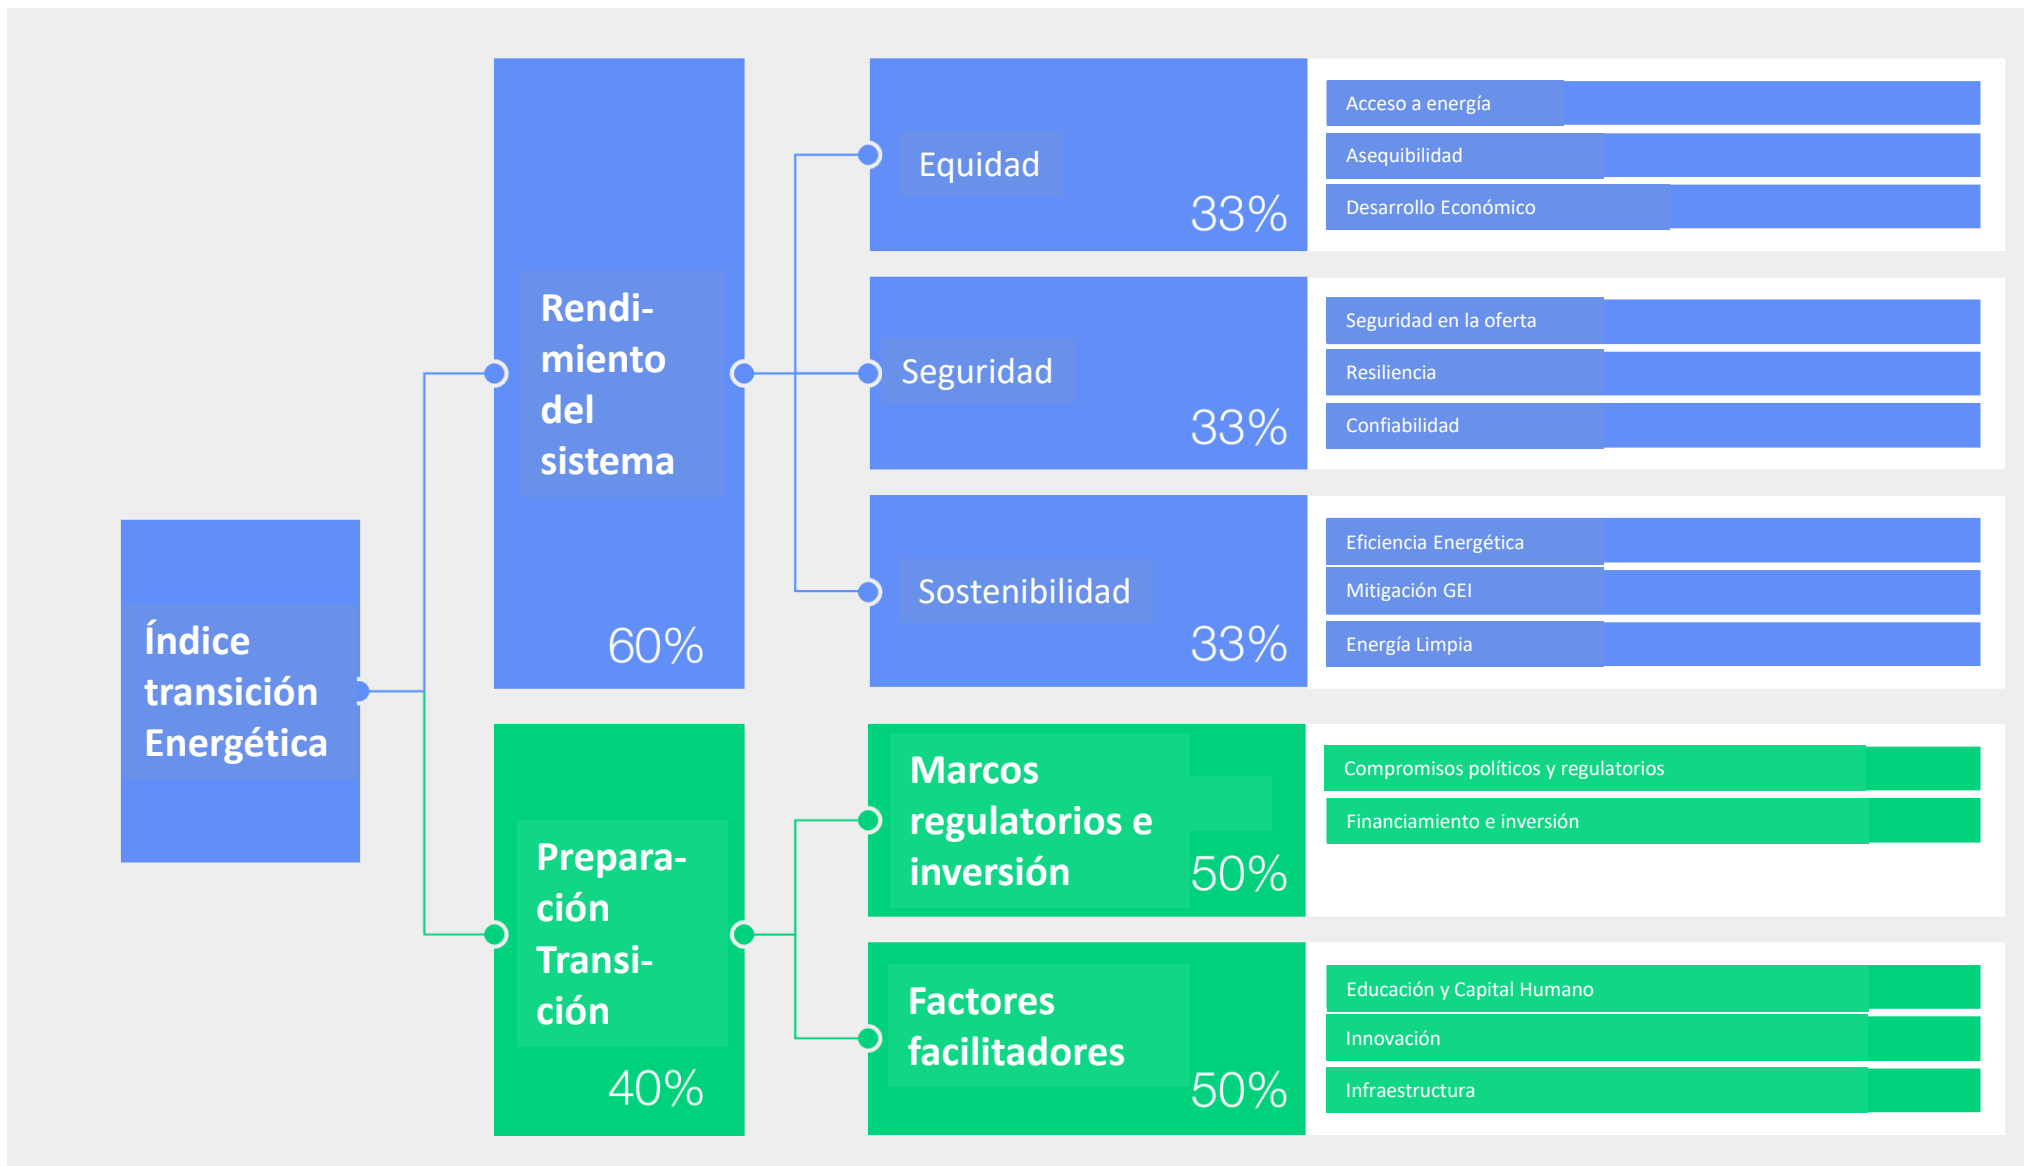 Índice
transición
Energética
Rendi-
miento
del
sistema
60%
Equidad
33%
Acceso a energía
Asequibilidad
Desarrollo Económico
Seguridad
33%
Seguridad en la oferta
Resiliencia
Confiabilidad
Sostenibilidad
33%
Eficiencia Energética
Mitigación GEI
Energía Limpia
Prepara-
ción
Transi-
ción
40%
Marcos
regulatorios e
inversión
50%
Compromisos políticos y regulatorios
Financiamiento e inversión
Factores
facilitadores
50%
Educación y Capital Humano
Innovación
Infraestructura